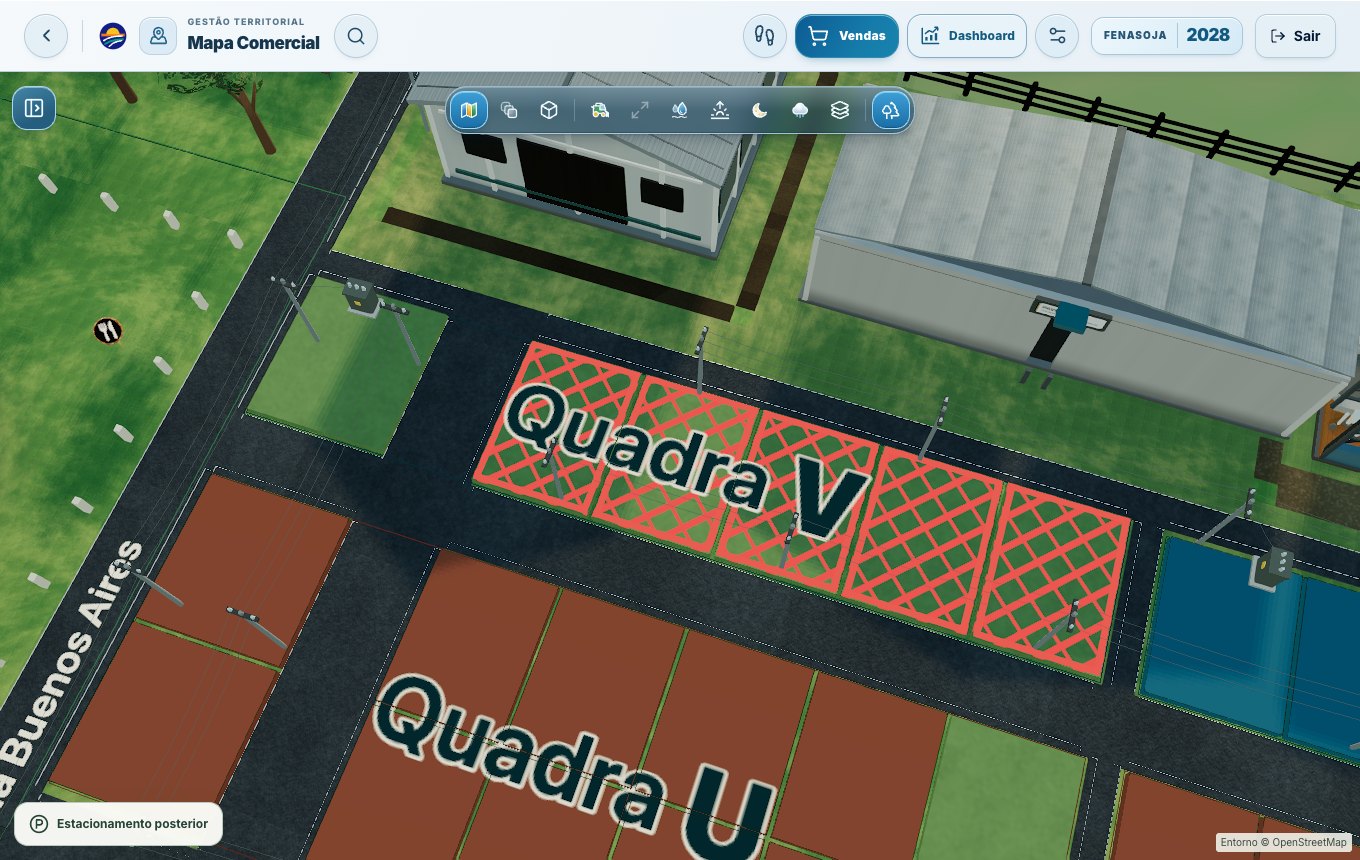 GESTÃO TERRITORIAL
Mapa Comercial
Vendas
Dashboard
FENASOJA 2028
Sair
Quadra V
Buenos Aires
Quadra U
P Estacionamento posterior
Entorno © OpenStreetMap